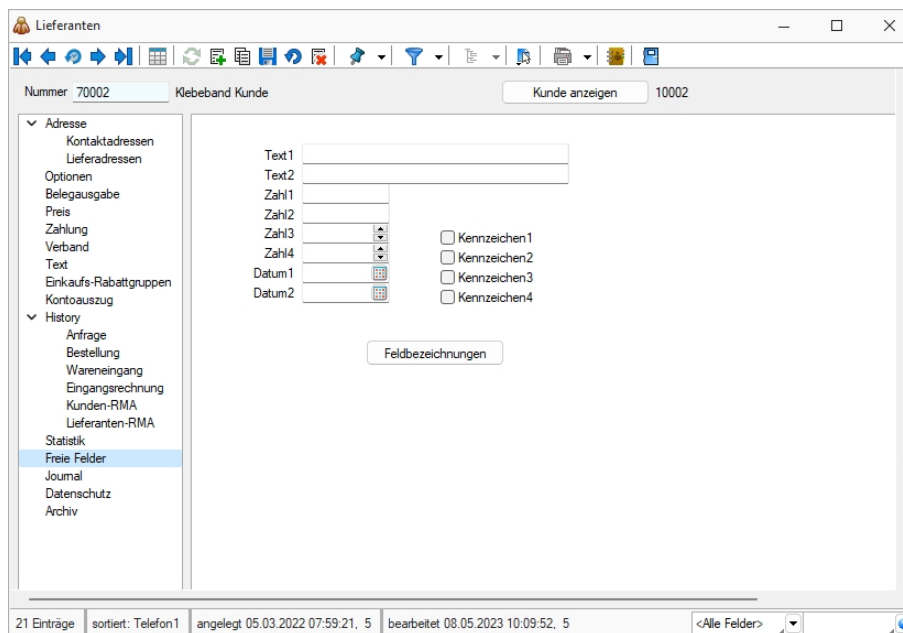 Lieferanten
Nummer 70002 Klebeband Kunde Kunde anzeigen 10002
Adresse
Kontaktadressen
Lieferadressen
Optionen
Belegausgabe
Preis
Zahlung
Verband
Text
Einkaufs-Rabattgruppen
Kontoauszug
History
Anfrage
Bestellung
Wareneingang
Eingangsrechnung
Kunden-RMA
Lieferanten-RMA
Statistik
Freie Felder
Journal
Datenschutz
Archiv
Text1
Text2
Zahl1
Zahl2
Zahl3
Zahl4
Datum1
Datum2
Kennzeichen1
Kennzeichen2
Kennzeichen3
Kennzeichen4
Feldbezeichnungen
21 Einträge sortiert: Telefon1 angelegt 05.03.2022 07:59:21, 5 bearbeitet 08.05.2023 10:09:52, 5 <Alle Felder>